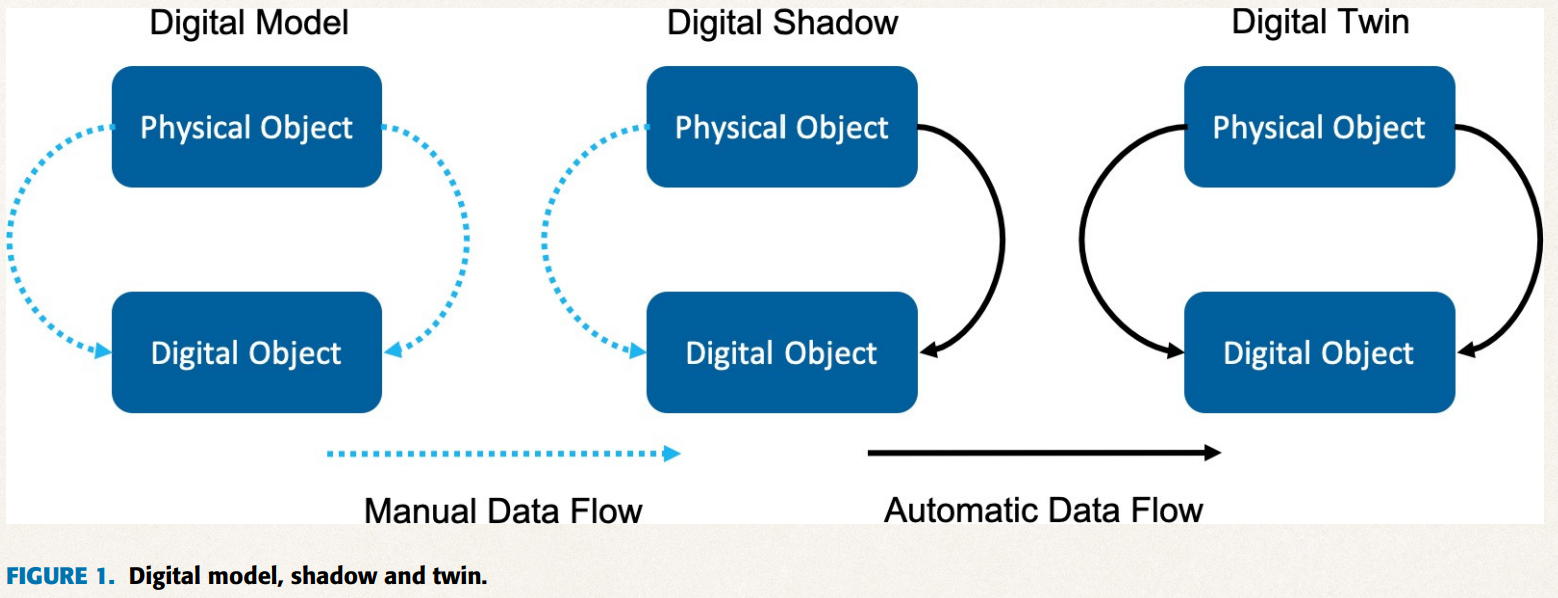 Digital Model
Digital Shadow
Digital Twin
Physical Object
Physical Object
Physical Object
Digital Object
Digital Object
Digital Object
Manual Data Flow
Automatic Data Flow
FIGURE 1. Digital model, shadow and twin.